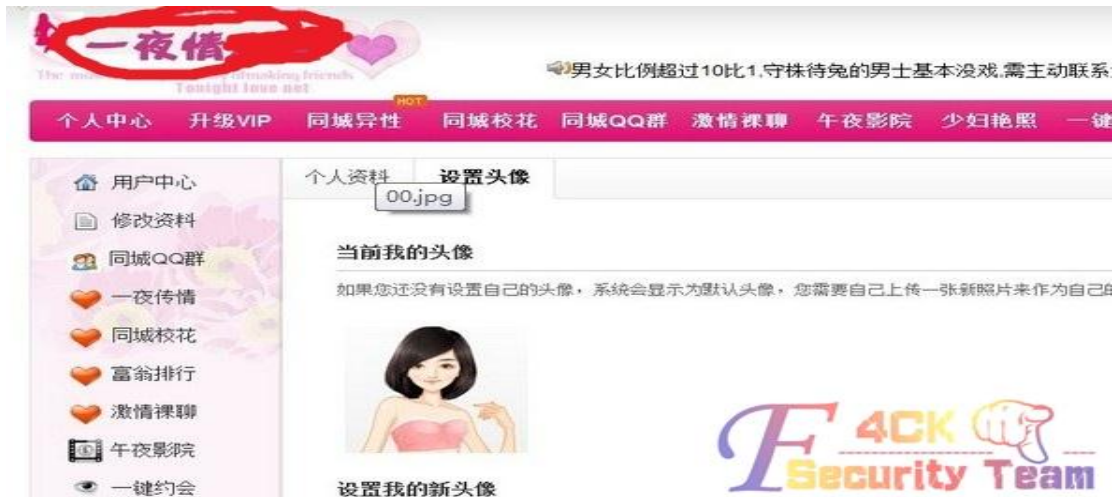 一夜情
Tonight love net
男女比例超过10比1,守株待兔的男士基本没戏,需主动联系
HOT
个人中心 升级VIP 同城异性 同城校花 同城QQ群 激情裸聊 午夜影院 少妇艳照 一键
用户中心
修改资料
同城QQ群
一夜传情
同城校花
富翁排行
激情裸聊
午夜影院
一键约会
个人资料 设置头像
00.jpg
当前我的头像
如果您还没有设置自己的头像，系统会显示为默认头像，您需要自己上传一张新照片来作为自己的
设置我的新头像
F4CK
Security Team